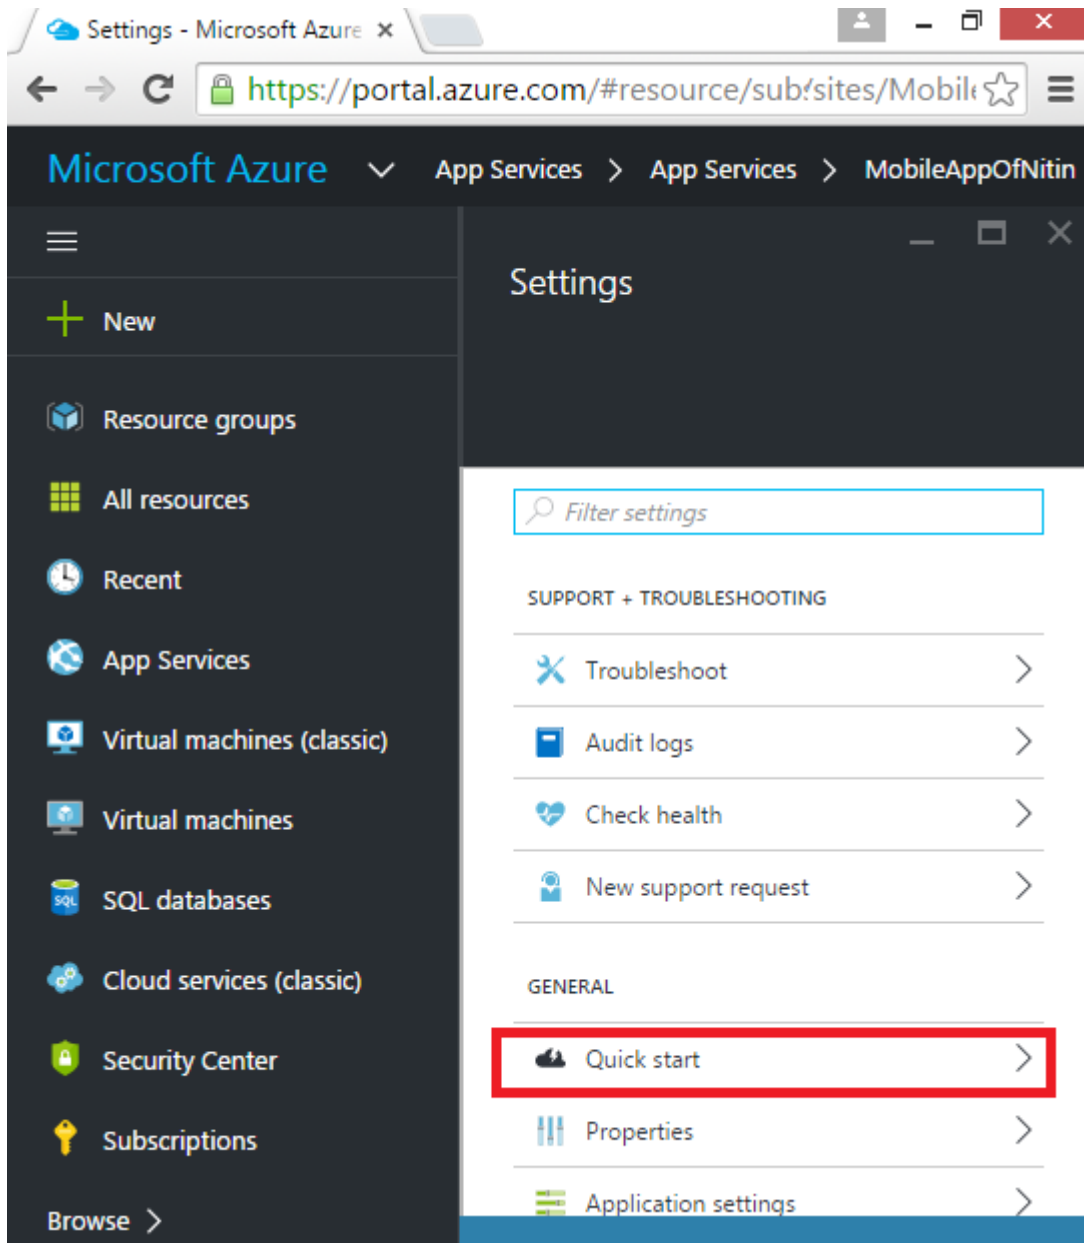 Settings - Microsoft Azure
https://portal.azure.com/#resource/sub/sites/Mobile
Microsoft Azure App Services > App Services > MobileAppOfNitin
Settings
New
Resource groups
All resources
Recent
App Services
Virtual machines (classic)
Virtual machines
SQL databases
Cloud services (classic)
Security Center
Subscriptions
Browse >
Filter settings
SUPPORT + TROUBLESHOOTING
Troubleshoot
Audit logs
Check health
New support request
GENERAL
Quick start
Properties
Application settings